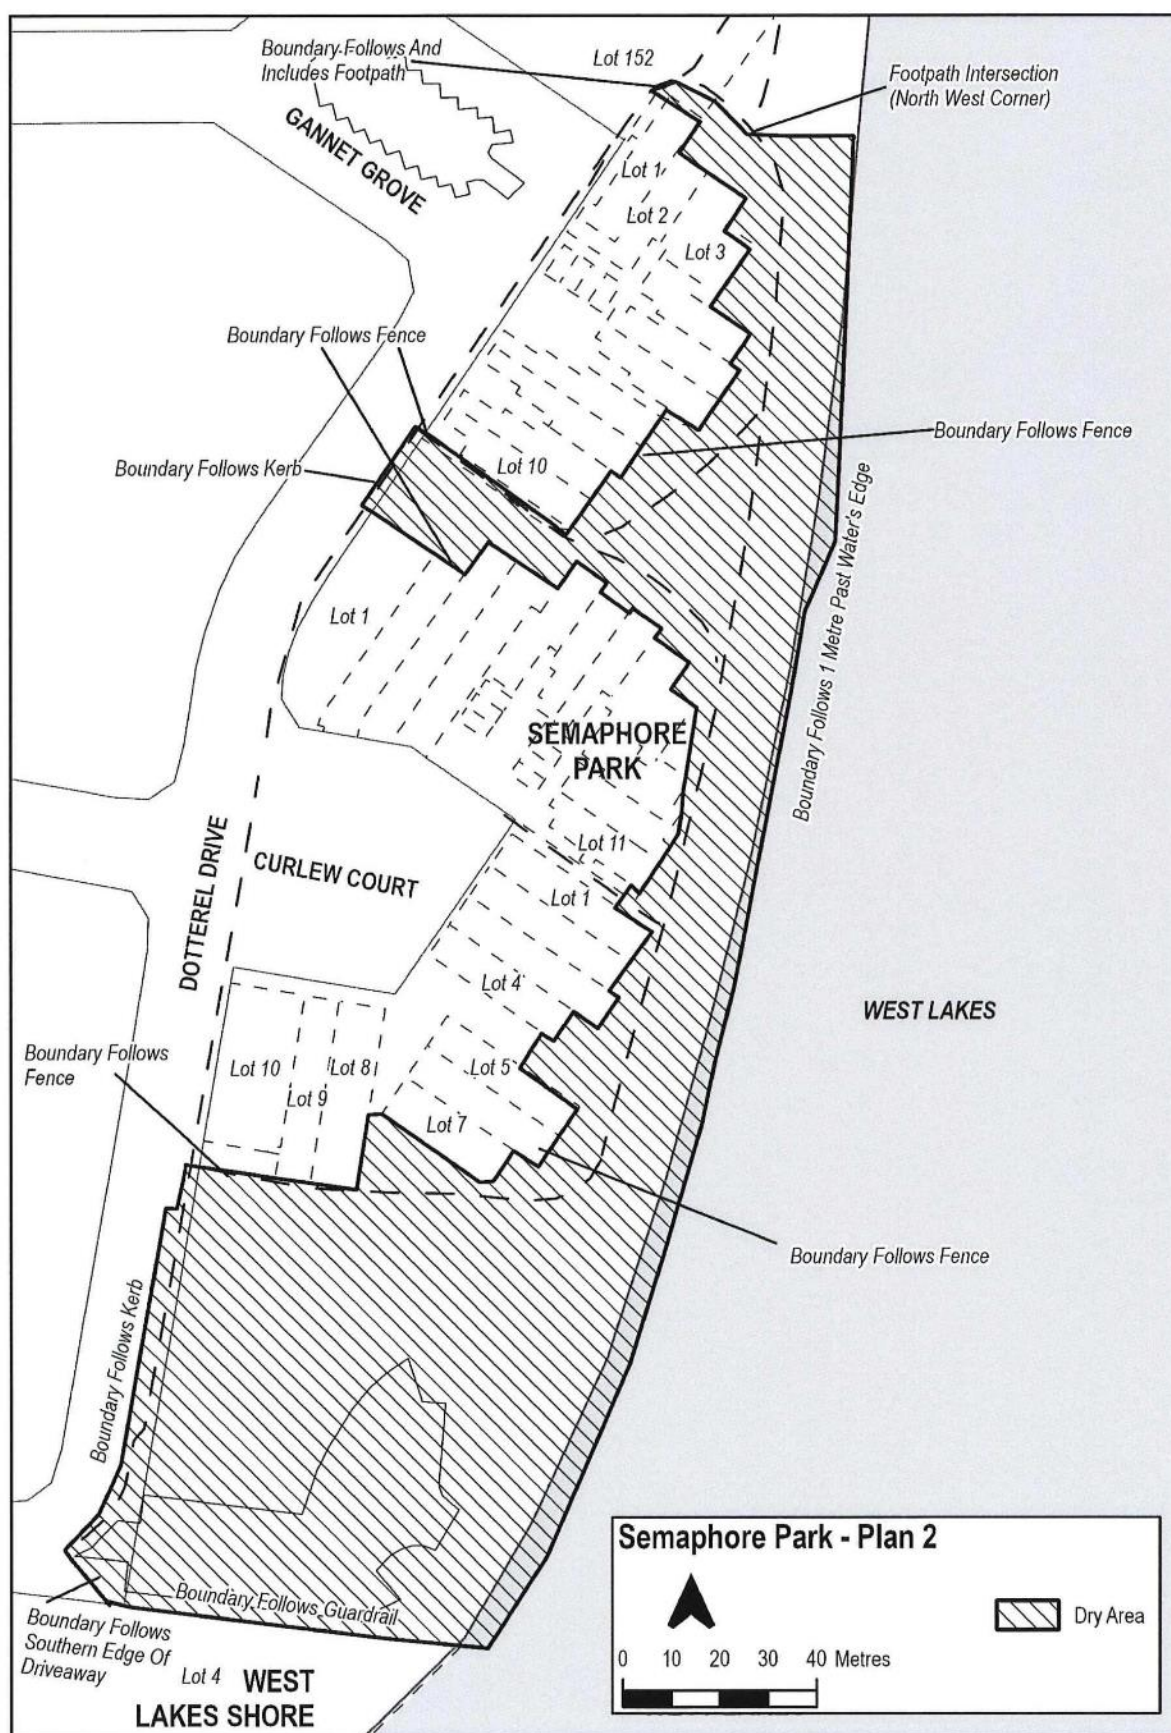 Boundary Follows And
Includes Footpath
Lot 152
Footpath Intersection
(North West Corner)
GANNET GROVE
Lot 1
Lot 2
Lot 3
Boundary Follows Fence
Boundary Follows Fence
Boundary Follows Kerb
Lot 10
Boundary Follows 1 Metre Past Water's Edge
Lot 1
SEMAPHORE
PARK
DOTTEREL DRIVE
CURLEW COURT
Lot 11
Lot 1
Lot 4
WEST LAKES
Boundary Follows
Fence
Lot 10
Lot 9
Lot 8
Lot 5
Lot 7
Boundary Follows Fence
Boundary Follows Kerb
Boundary Follows Guardrail
Boundary Follows
Southern Edge Of
Driveaway
Lot 4
WEST
LAKES SHORE
Semaphore Park - Plan 2
Dry Area
0 10 20 30 40 Metres